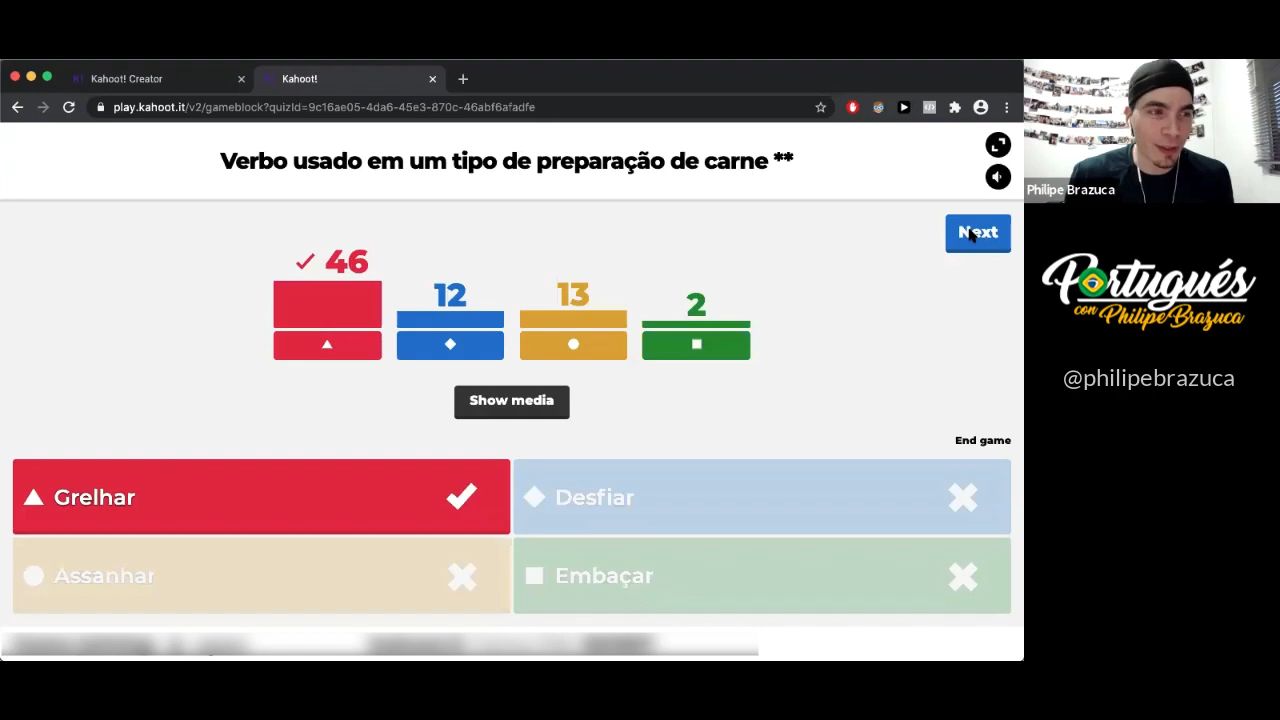 Kahoot! Creator
Kahoot!
play.kahoot.it/v2/gameblock?quizId=9c16ae05-4da6-45e3-870c-46abf6afadfe
Verbo usado em um tipo de preparação de carne **
Philipe Brazuca
Next
46
12
13
2
Show media
End game
Grelhar
Desfiar
Assanhar
Embaçar
Portugués
con Philipe Brazuca
@philipebrazuca